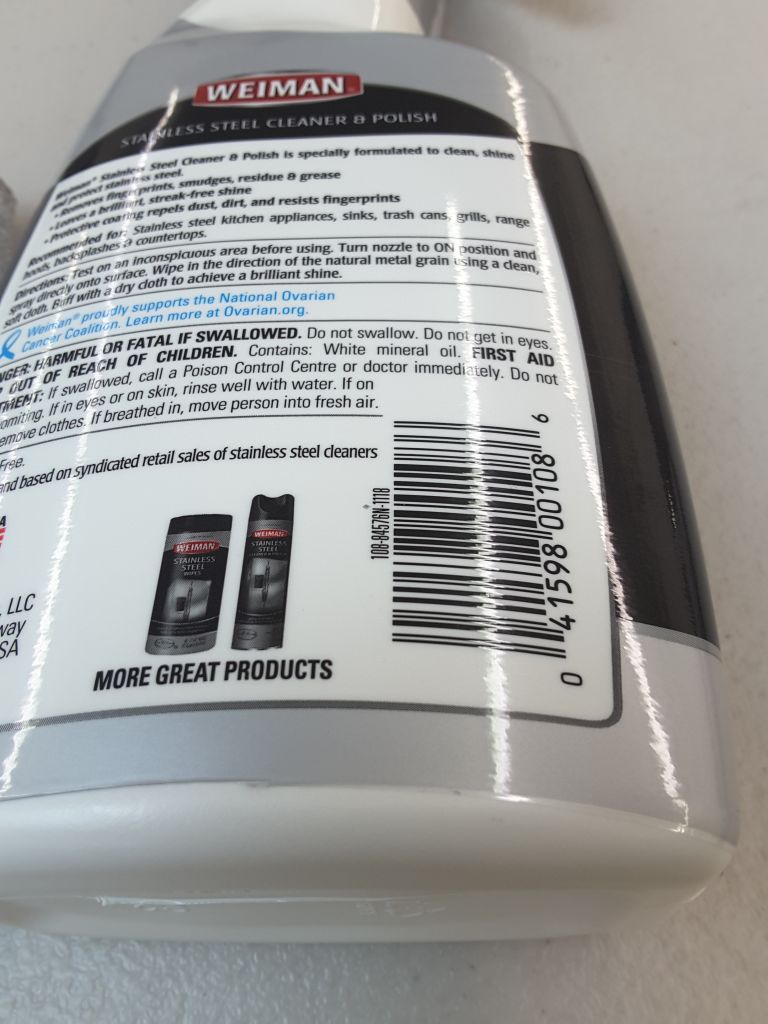 WEIMAN
STAINLESS STEEL CLEANER & POLISH
Weiman® Stainless Steel Cleaner & Polish is specially formulated to clean, shine
and protect stainless steel.
• Removes fingerprints, smudges, residue & grease
• Leaves a brilliant, streak-free shine
• Protective coating repels dust, dirt, and resists fingerprints
Recommended for: Stainless steel kitchen appliances, sinks, trash cans, grills, range
hoods, backsplashes & countertops.
Directions: Test on an inconspicuous area before using. Turn nozzle to ON position and
spray directly onto surface. Wipe in the direction of the natural metal grain using a clean,
soft cloth. Buff with a dry cloth to achieve a brilliant shine.
Weiman® proudly supports the National Ovarian
Cancer Coalition. Learn more at Ovarian.org.
NGER: HARMFUL OR FATAL IF SWALLOWED. Do not swallow. Do not get in eyes.
P OUT OF REACH OF CHILDREN. Contains: White mineral oil. FIRST AID
TMENT: If swallowed, call a Poison Control Centre or doctor immediately. Do not
vomiting. If in eyes or on skin, rinse well with water. If on
emove clothes. If breathed in, move person into fresh air.
Free.
and based on syndicated retail sales of stainless steel cleaners
A
, LLC
way
SA
WEIMAN
STAINLESS
STEEL
WIPES
WEIMAN
STAINLESS
STEEL
MORE GREAT PRODUCTS
108-B4576N-1118
0 41598 00108 6